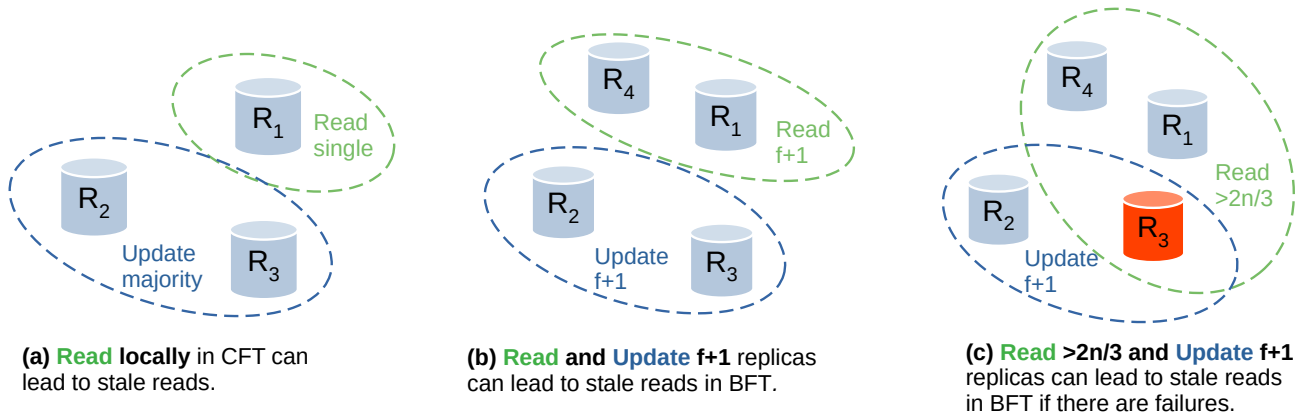 R1
Read
single
R2
Update
majority
R3
(a) Read locally in CFT can
lead to stale reads.
R4
R1
Read
f+1
R2
Update
f+1
R3
(b) Read and Update f+1 replicas
can lead to stale reads in BFT.
R4
R1
Read
>2n/3
R2
R3
Update
f+1
(c) Read >2n/3 and Update f+1
replicas can lead to stale reads
in BFT if there are failures.